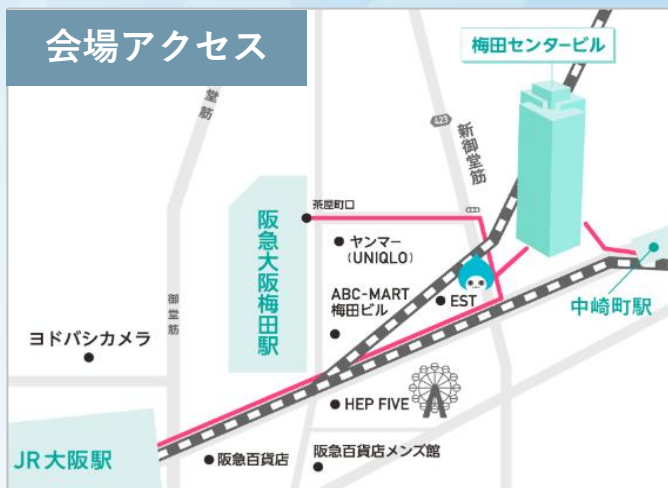 会場アクセス
梅田センタービル
堂筋
423
新御堂筋
茶屋町口
阪急大阪梅田駅
ヤンマー
(UNIQLO)
ABC-MART
梅田ビル
EST
中崎町駅
御堂筋
ヨドバシカメラ
HEP FIVE
JR大阪駅
阪急百貨店
阪急百貨店メンズ館